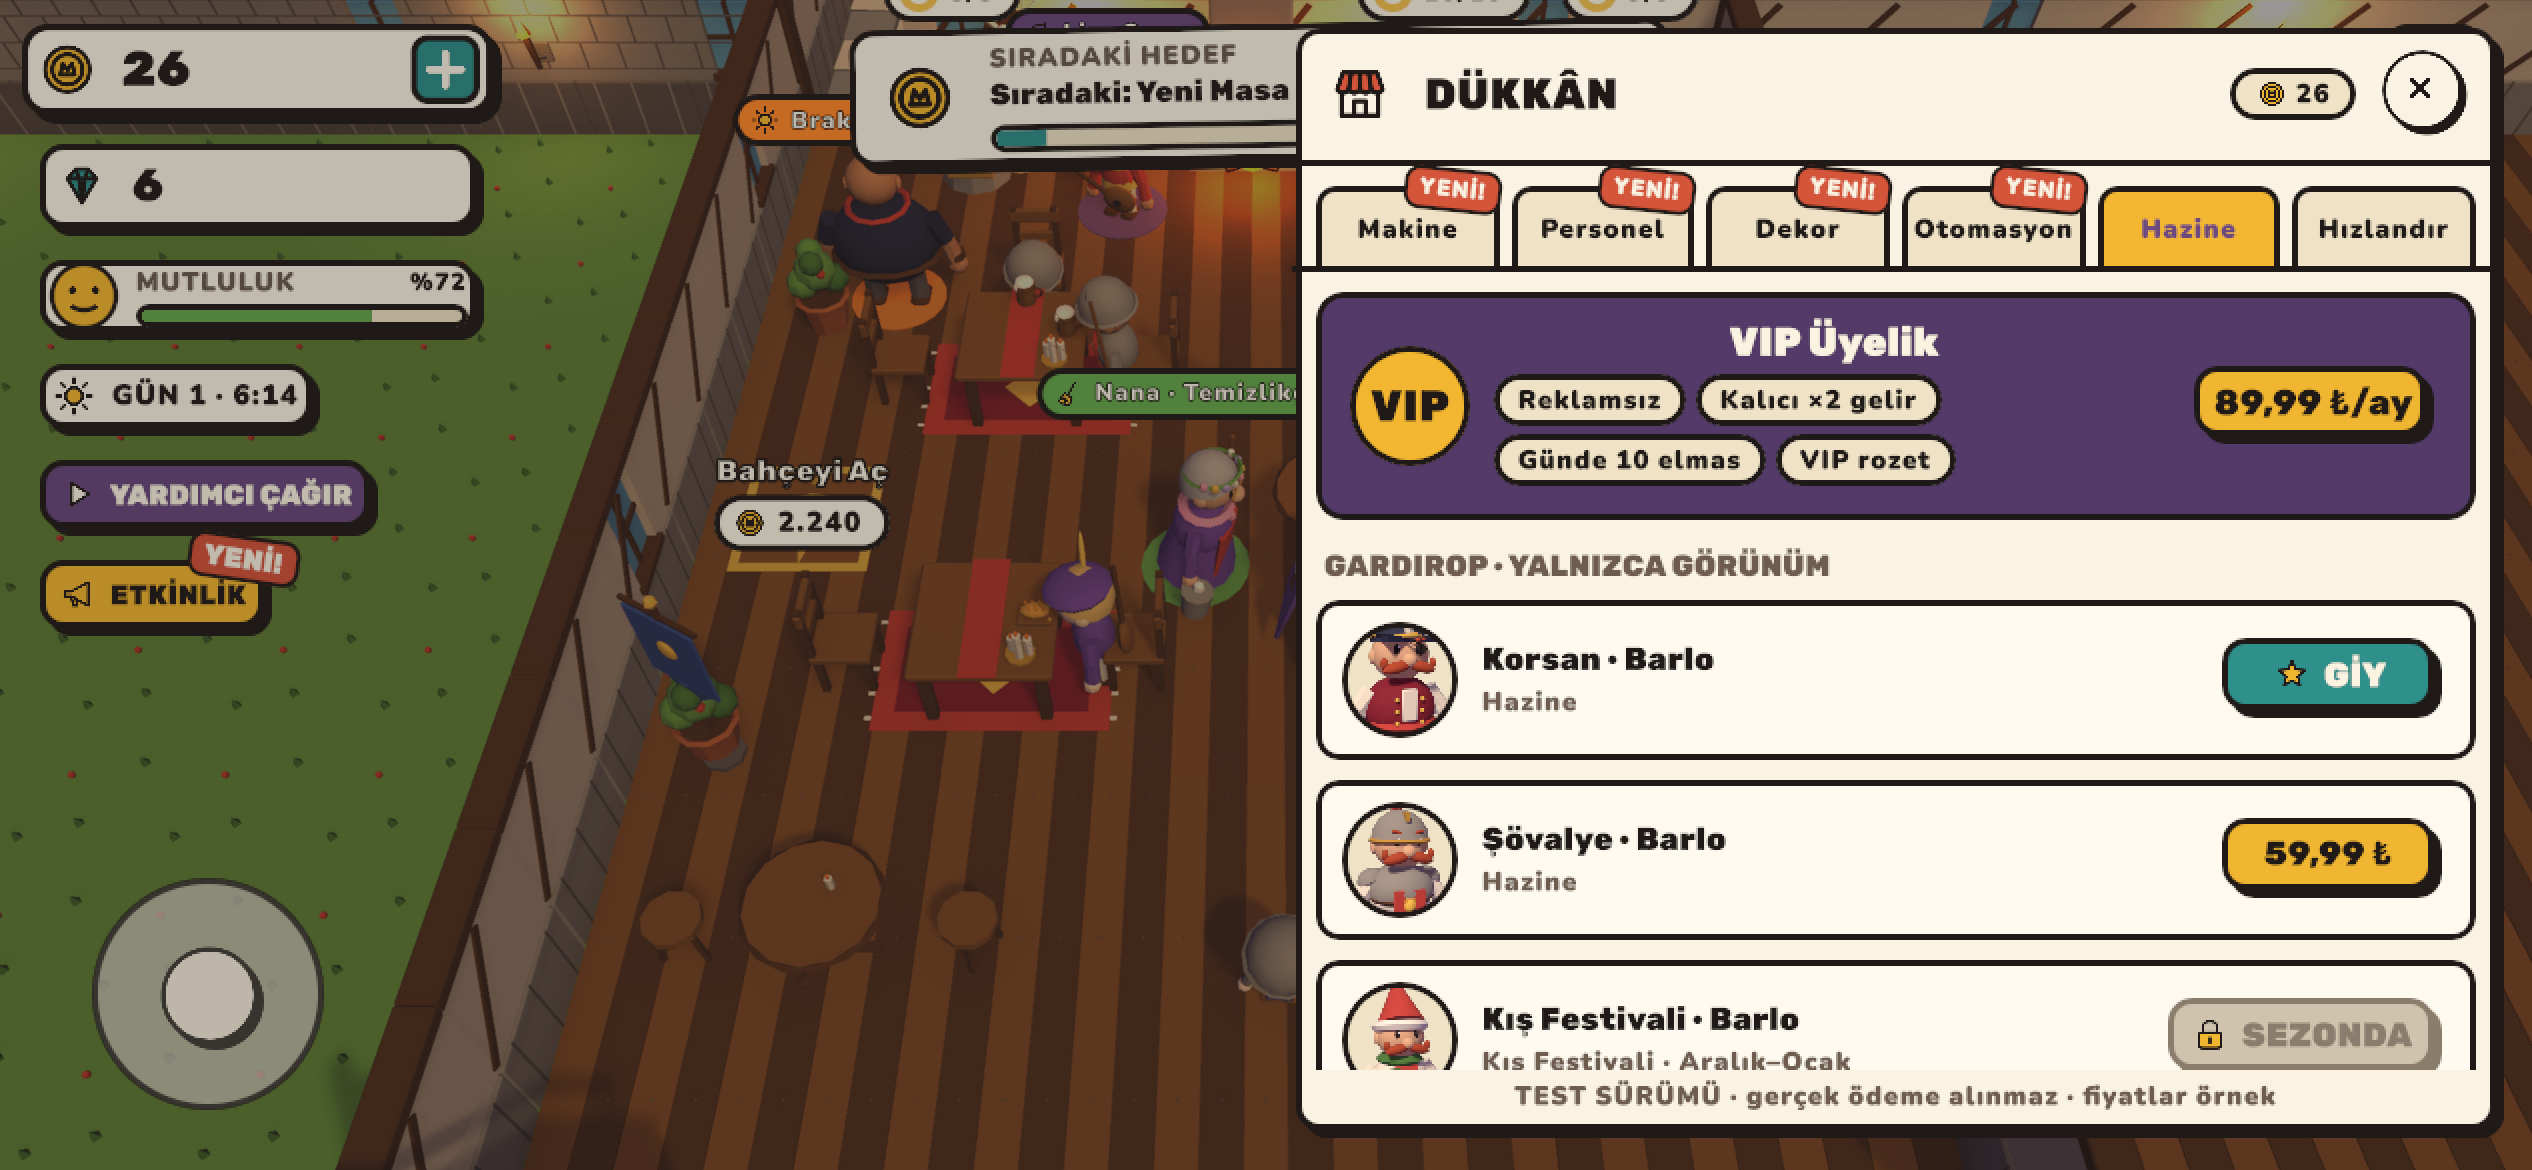 26
6
MUTLULUK %72
GÜN 1 · 6:14
YARDIMCI ÇAĞIR
YENİ!
ETKİNLİK
SIRADAKİ HEDEF
Sıradaki: Yeni Masa
Brak
Nana · Temizlik
Bahçeyi Aç
2.240
DÜKKÂN
26
YENİ! YENİ! YENİ! YENİ!
Makine Personel Dekor Otomasyon Hazine Hızlandır
VIP Üyelik
VIP
Reklamsız Kalıcı ×2 gelir
89,99 ₺/ay
Günde 10 elmas VIP rozet
GARDIROP · YALNIZCA GÖRÜNÜM
Korsan · Barlo
Hazine
GİY
Şövalye · Barlo
Hazine
59,99 ₺
Kış Festivali · Barlo
Kış Festivali · Aralık–Ocak
SEZONDA
TEST SÜRÜMÜ · gerçek ödeme alınmaz · fiyatlar örnek